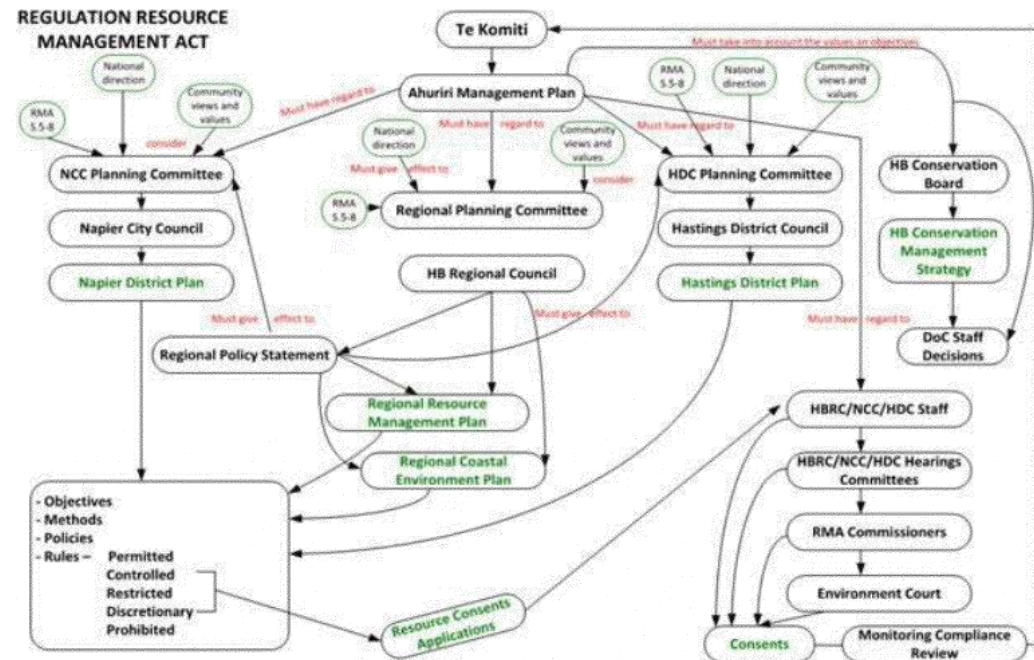 REGULATION RESOURCE
MANAGEMENT ACT
Te Komiti
Must take into account the values an objectives
National
direction
RMA
S.5-8
Community
views and
values
consider
Must have regard to
Ahuriri Management Plan
Must have regard to
Must have regard to
RMA
S.5-8
National
direction
Community
views and
values
National
direction
Must give effect to
Community
views and
values
consider
RMA
S.5-8
NCC Planning Committee
Regional Planning Committee
HDC Planning Committee
HB Conservation
Board
Napier City Council
Hastings District Council
HB Conservation
Management
Strategy
Napier District Plan
HB Regional Council
Hastings District Plan
Must give effect to
Must give effect to
Must have regard to
Regional Policy Statement
DoC Staff
Decisions
Regional Resource
Management Plan
HBRC/NCC/HDC Staff
Regional Coastal
Environment Plan
HBRC/NCC/HDC Hearings
Committees
- Objectives
- Methods
- Policies
- Rules – Permitted
Controlled
Restricted
Discretionary
Prohibited
RMA Commissioners
Environment Court
Resource Consents
Applications
Consents
Monitoring Compliance
Review